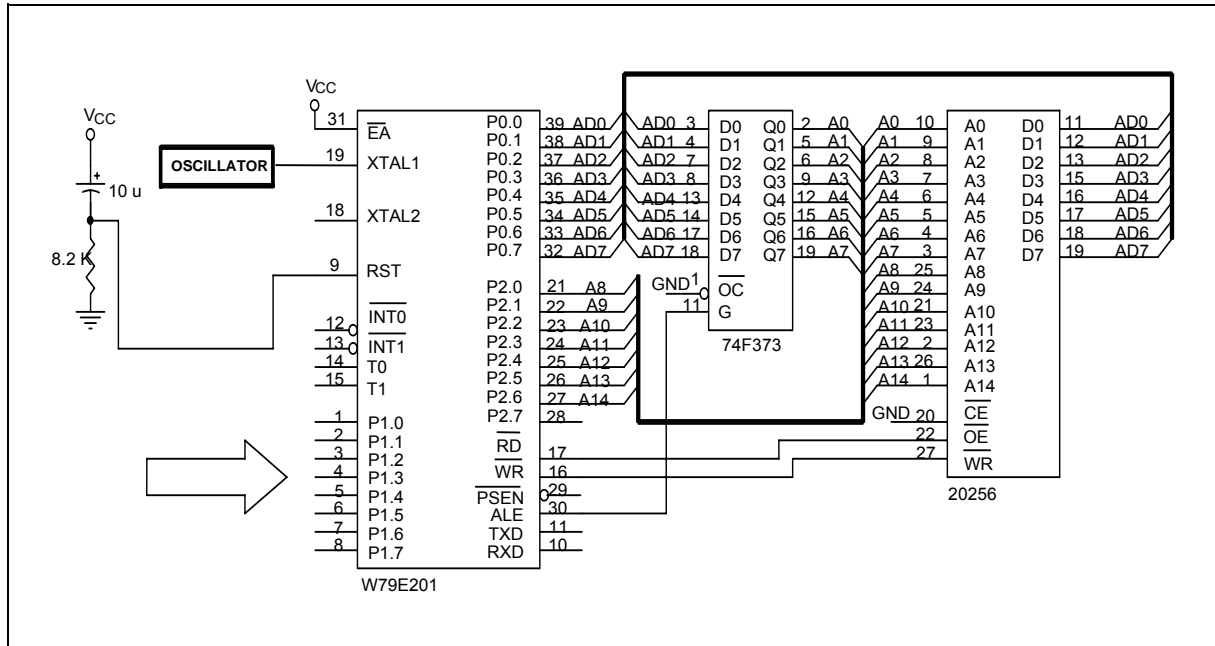 VCC
10 u
8.2 K
OSCILLATOR
VCC
31 EA
19 XTAL1
18 XTAL2
9 RST
12 INT0
13 INT1
14 T0
15 T1
1 P1.0
2 P1.1
3 P1.2
4 P1.3
5 P1.4
6 P1.5
7 P1.6
8 P1.7
P0.0 39 AD0
P0.1 38 AD1
P0.2 37 AD2
P0.3 36 AD3
P0.4 35 AD4
P0.5 34 AD5
P0.6 33 AD6
P0.7 32 AD7
P2.0 21 A8
P2.1 22 A9
P2.2 23 A10
P2.3 24 A11
P2.4 25 A12
P2.5 26 A13
P2.6 27 A14
P2.7 28
RD 17
WR 16
PSEN 29
ALE 30
TXD 11
RXD 10
W79E201
AD0 3 D0 Q0 2 A0
AD1 4 D1 Q1 5 A1
AD2 7 D2 Q2 6 A2
AD3 8 D3 Q3 9 A3
AD4 13 D4 Q4 12 A4
AD5 14 D5 Q5 15 A5
AD6 17 D6 Q6 16 A6
AD7 18 D7 Q7 19 A7
GND 1 OC
11 G
74F373
A0 10 A0 D0 11 AD0
A1 9 A1 D1 12 AD1
A2 8 A2 D2 13 AD2
A3 7 A3 D3 15 AD3
A4 6 A4 D4 16 AD4
A5 5 A5 D5 17 AD5
A6 4 A6 D6 18 AD6
A7 3 A7 D7 19 AD7
A8 25 A8
A9 24 A9
A10 21 A10
A11 23 A11
A12 2 A12
A13 26 A13
A14 1 A14
GND 20 CE
22 OE
27 WR
20256